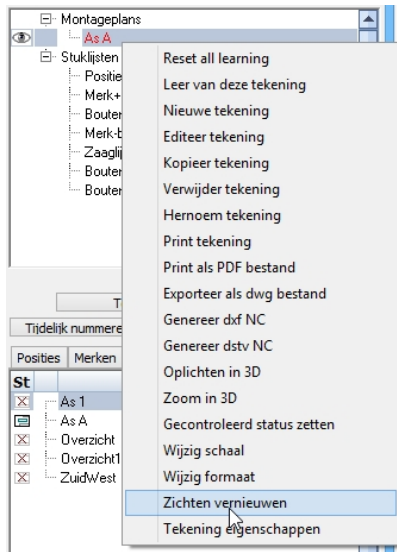 Montageplans
As A
Stuklijsten
Reset all learning
Leer van deze tekening
Nieuwe tekening
Editeer tekening
Kopieer tekening
Verwijder tekening
Hernoem tekening
Print tekening
Print als PDF bestand
Exporteer als dwg bestand
Genereer dxf NC
Genereer dstv NC
Oplichten in 3D
Zoom in 3D
Gecontroleerd status zetten
Wijzig schaal
Wijzig formaat
Zichten vernieuwen
Tekening eigenschappen
Positie
Merk+
Bouter
Merk-b
Zaaglij
Bouter
Bouter
Tijdelijk nummere
Posities Merken
St
As 1
As A
Overzicht
Overzicht1
ZuidWest